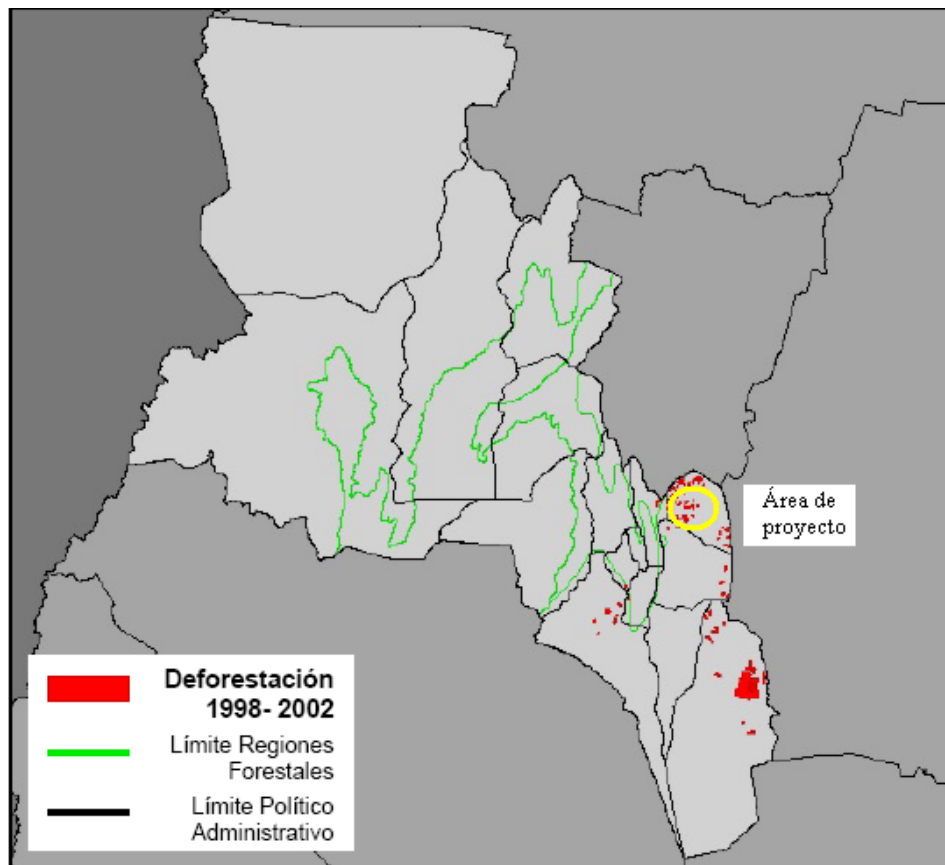 Área de
proyecto
Deforestación
1998- 2002
Límite Regiones
Forestales
Límite Político
Administrativo